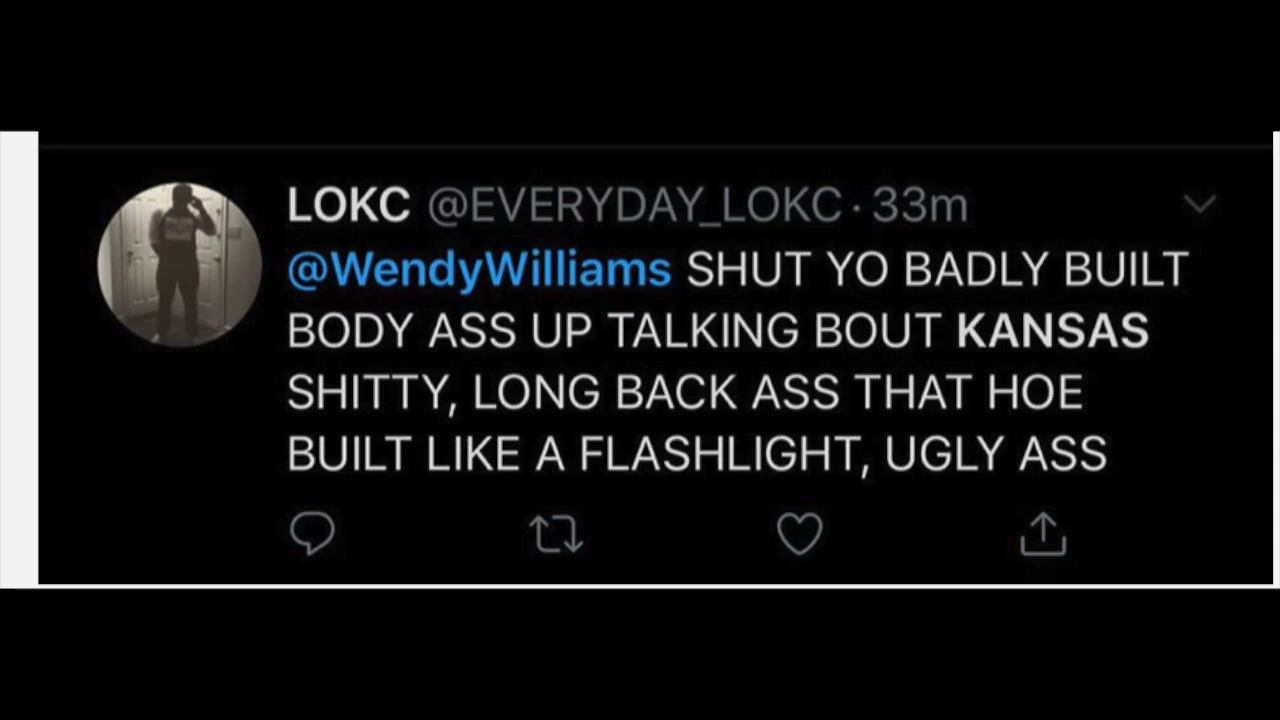 LOKC @EVERYDAY_LOKC · 33m
@WendyWilliams SHUT YO BADLY BUILT
BODY ASS UP TALKING BOUT KANSAS
SHITTY, LONG BACK ASS THAT HOE
BUILT LIKE A FLASHLIGHT, UGLY ASS